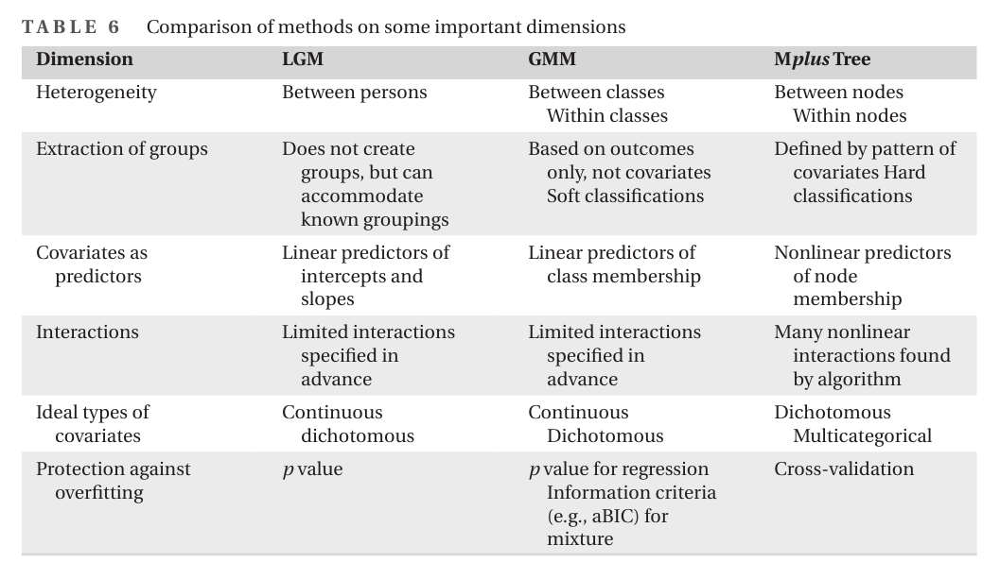 TABLE 6 Comparison of methods on some important dimensions
Dimension LGM GMM Mplus Tree
Heterogeneity Between persons Between classes Between nodes
Within classes Within nodes
Extraction of groups Does not create Based on outcomes Defined by pattern of
groups, but can only, not covariates covariates Hard
accommodate Soft classifications classifications
known groupings
Covariates as Linear predictors of Linear predictors of Nonlinear predictors
predictors intercepts and class membership of node
slopes membership
Interactions Limited interactions Limited interactions Many nonlinear
specified in specified in interactions found
advance advance by algorithm
Ideal types of Continuous Continuous Dichotomous
covariates dichotomous Dichotomous Multicategorical
Protection against p value p value for regression Cross-validation
overfitting Information criteria
(e.g., aBIC) for
mixture